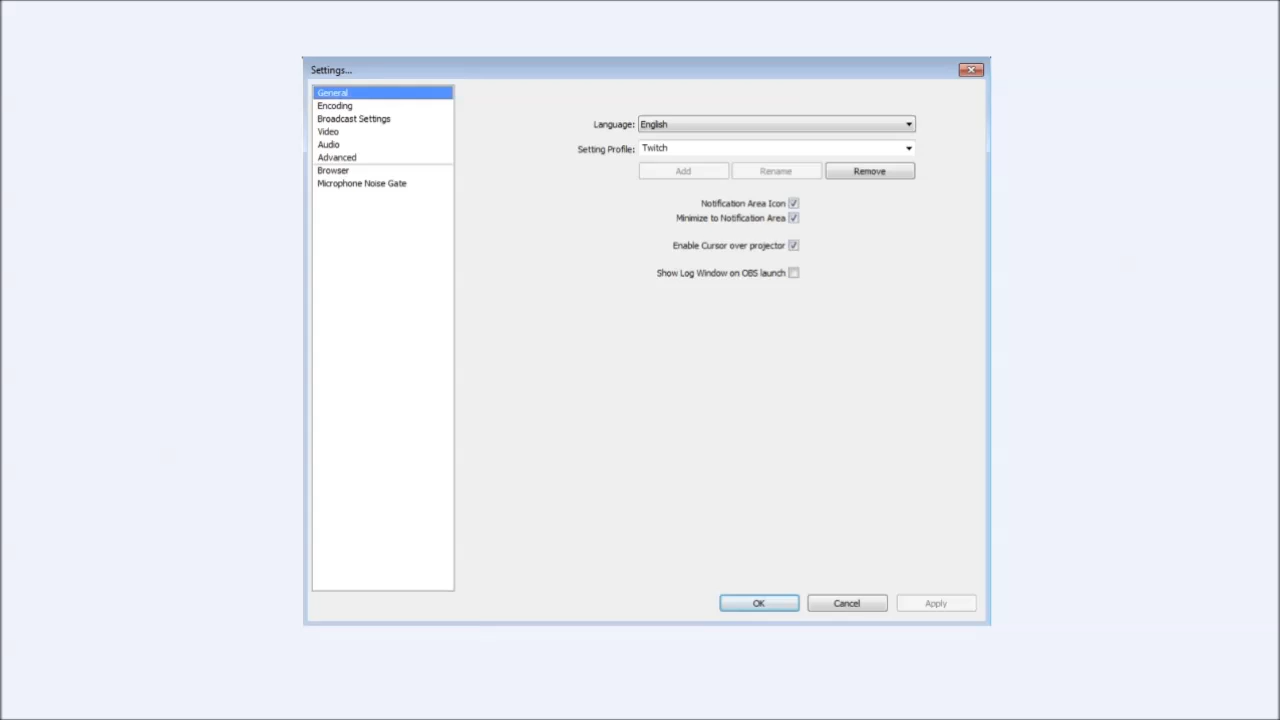 Settings...
General
Encoding
Broadcast Settings
Video
Audio
Advanced
Browser
Microphone Noise Gate
Language: English
Setting Profile: Twitch
Add Rename Remove
Notification Area Icon
Minimize to Notification Area
Enable Cursor over projector
Show Log Window on OBS launch
OK Cancel Apply